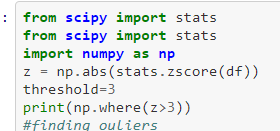 : from scipy import stats
from scipy import stats
import numpy as np
z = np.abs(stats.zscore(df))
threshold=3
print(np.where(z>3))
#finding ouliers